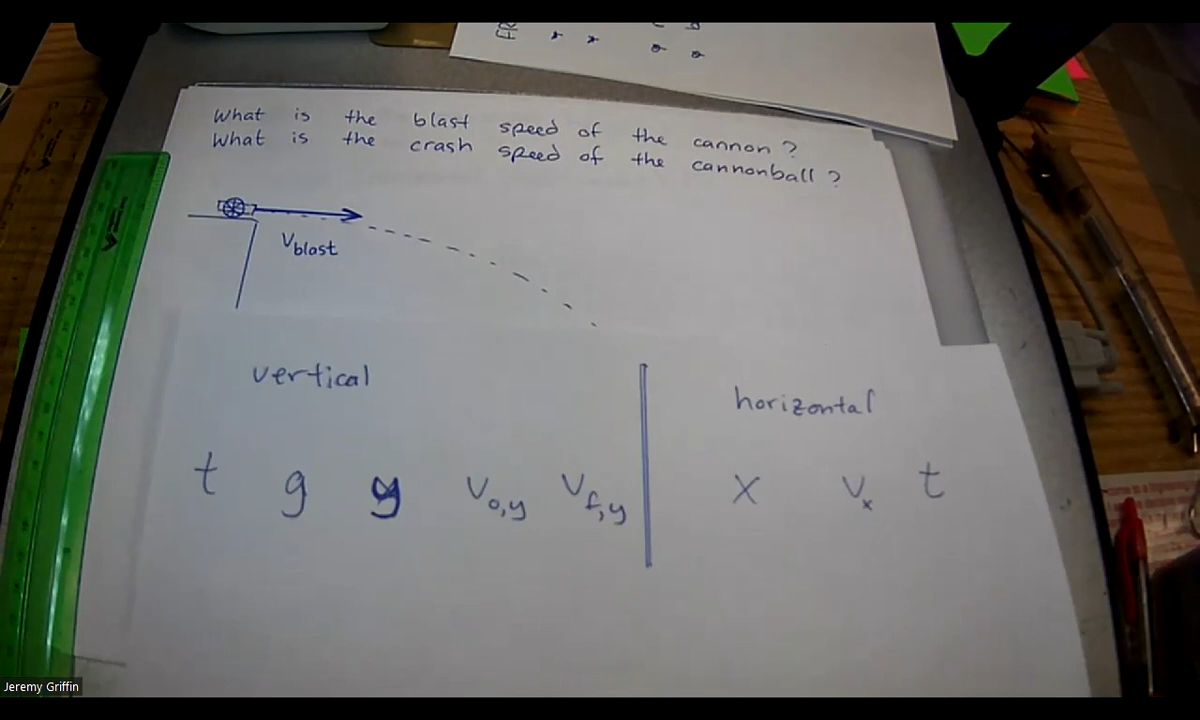 What is the blast speed of the cannon?
What is the crash speed of the cannonball?
Vblast
vertical
horizontal
t g y Vo,y Vf,y
x Vx t
Jeremy Griffin